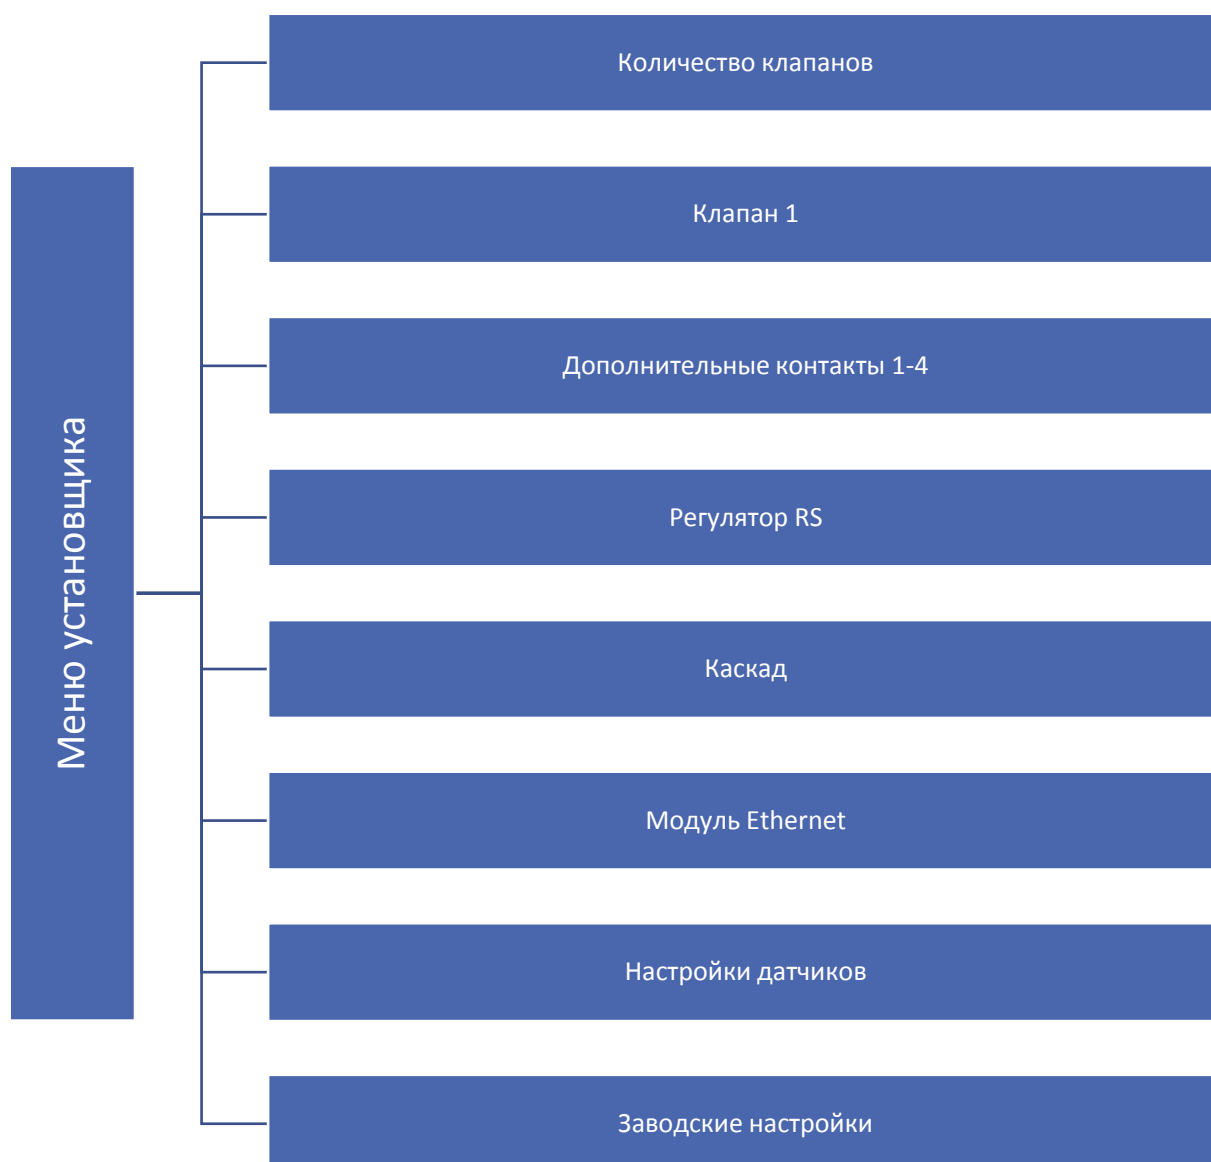 Меню установщика
Количество клапанов
Клапан 1
Дополнительные контакты 1-4
Регулятор RS
Каскад
Модуль Ethernet
Настройки датчиков
Заводские настройки